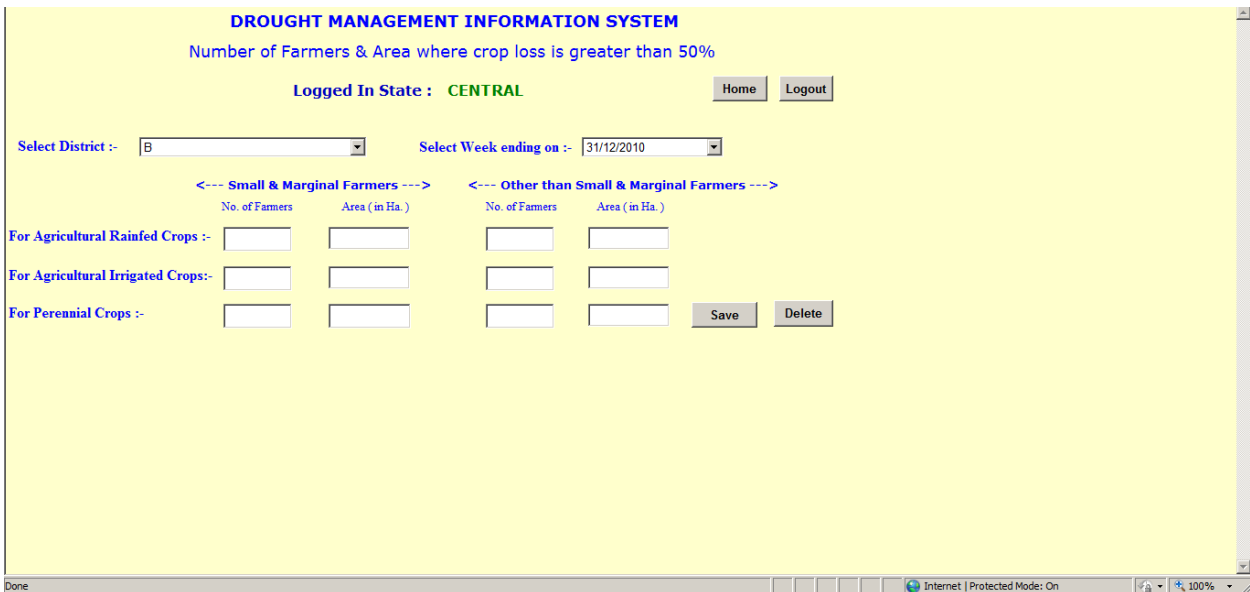 DROUGHT MANAGEMENT INFORMATION SYSTEM
Number of Farmers & Area where crop loss is greater than 50%
Logged In State : CENTRAL Home Logout
Select District :- B Select Week ending on :- 31/12/2010
<--- Small & Marginal Farmers ---> <--- Other than Small & Marginal Farmers --->
No. of Farmers Area ( in Ha. ) No. of Farmers Area ( in Ha. )
For Agricultural Rainfed Crops :-
For Agricultural Irrigated Crops:-
For Perennial Crops :- Save Delete
Done Internet | Protected Mode: On 100%